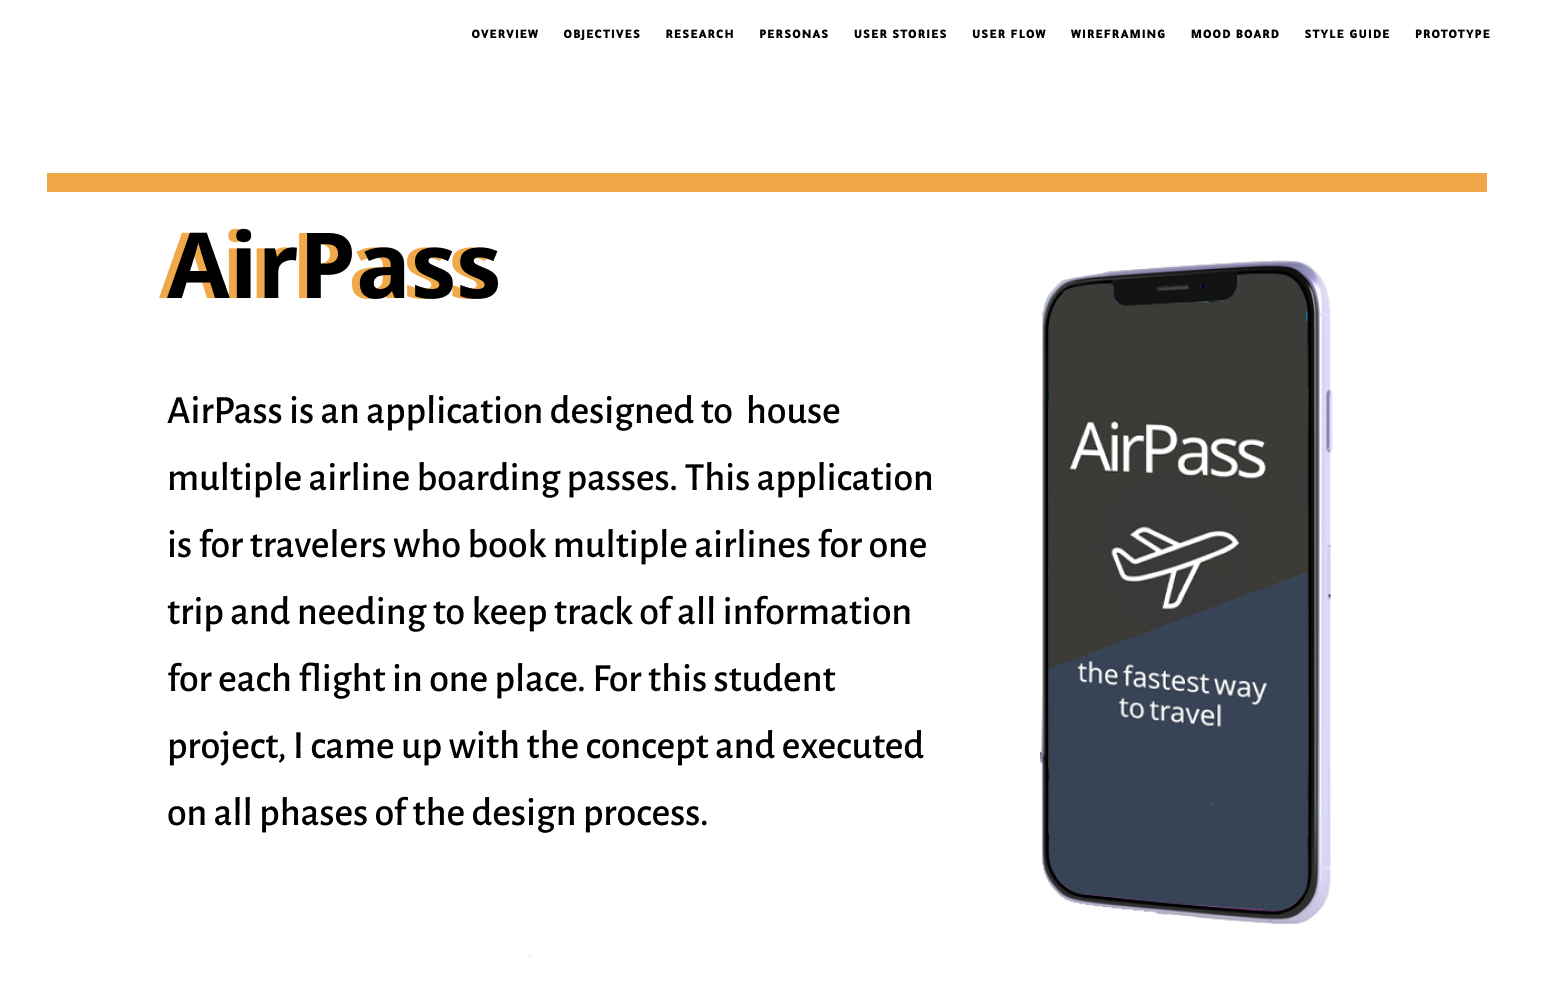 OVERVIEW OBJECTIVES RESEARCH PERSONAS USER STORIES USER FLOW WIREFRAMING MOOD BOARD STYLE GUIDE PROTOTYPE
AirPass
AirPass is an application designed to  house
multiple airline boarding passes. This application
is for travelers who book multiple airlines for one
trip and needing to keep track of all information
for each flight in one place. For this student
project, I came up with the concept and executed
on all phases of the design process.
AirPass
the fastest way
to travel